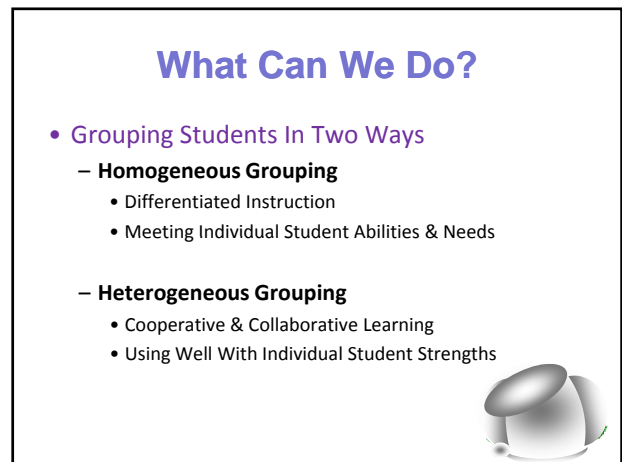 What Can We Do?
• Grouping Students In Two Ways
– Homogeneous Grouping
• Differentiated Instruction
• Meeting Individual Student Abilities & Needs
– Heterogeneous Grouping
• Cooperative & Collaborative Learning
• Using Well With Individual Student Strengths